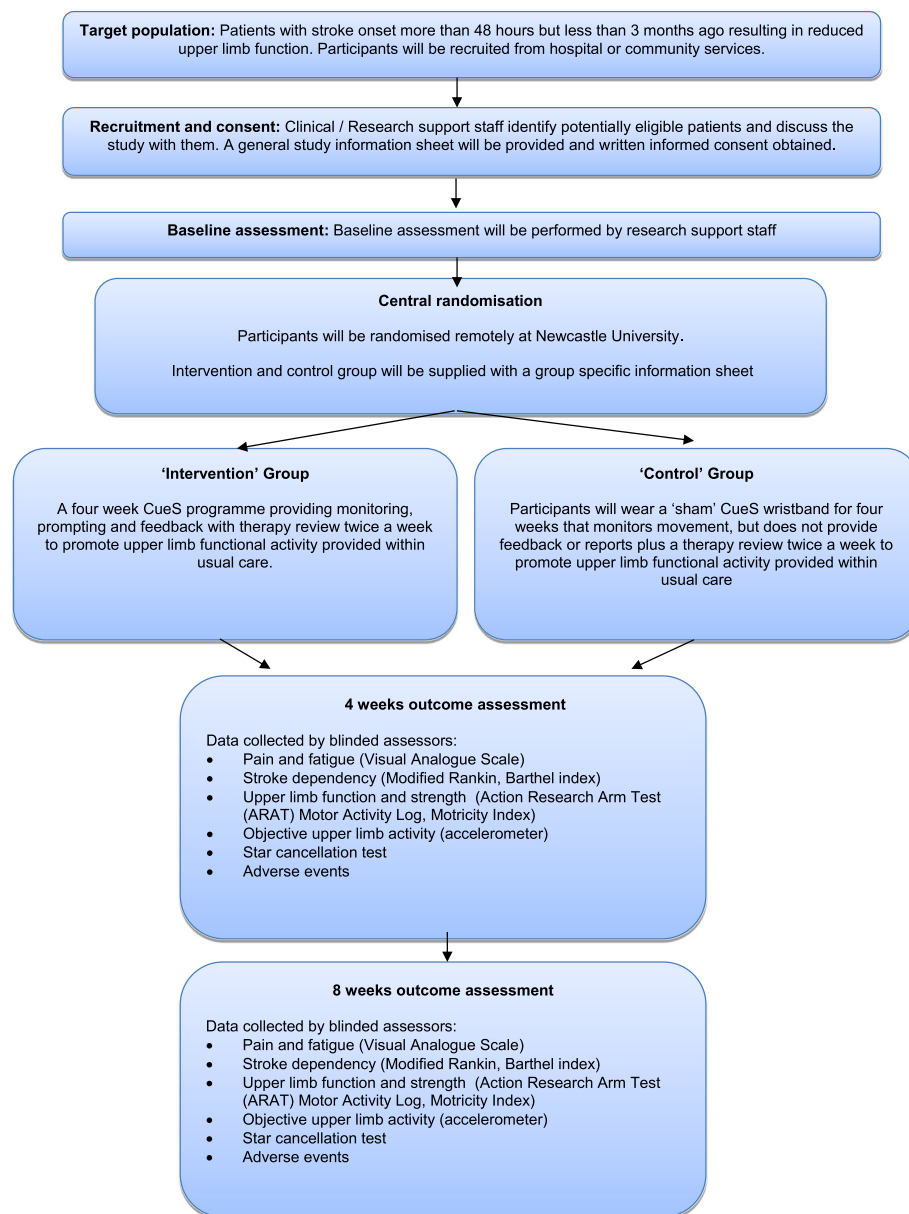 Target population: Patients with stroke onset more than 48 hours but less than 3 months ago resulting in reduced
upper limb function. Participants will be recruited from hospital or community services.
Recruitment and consent: Clinical / Research support staff identify potentially eligible patients and discuss the
study with them. A general study information sheet will be provided and written informed consent obtained.
Baseline assessment: Baseline assessment will be performed by research support staff
Central randomisation
Participants will be randomised remotely at Newcastle University.
Intervention and control group will be supplied with a group specific information sheet
‘Intervention’ Group
A four week CueS programme providing monitoring,
prompting and feedback with therapy review twice a week
to promote upper limb functional activity provided within
usual care.
‘Control’ Group
Participants will wear a ‘sham’ CueS wristband for four
weeks that monitors movement, but does not provide
feedback or reports plus a therapy review twice a week to
promote upper limb functional activity provided within
usual care
4 weeks outcome assessment
Data collected by blinded assessors:
• Pain and fatigue (Visual Analogue Scale)
• Stroke dependency (Modified Rankin, Barthel index)
• Upper limb function and strength  (Action Research Arm Test
(ARAT) Motor Activity Log, Motricity Index)
• Objective upper limb activity (accelerometer)
• Star cancellation test
• Adverse events
8 weeks outcome assessment
Data collected by blinded assessors:
• Pain and fatigue (Visual Analogue Scale)
• Stroke dependency (Modified Rankin, Barthel index)
• Upper limb function and strength  (Action Research Arm Test
(ARAT) Motor Activity Log, Motricity Index)
• Objective upper limb activity (accelerometer)
• Star cancellation test
• Adverse events